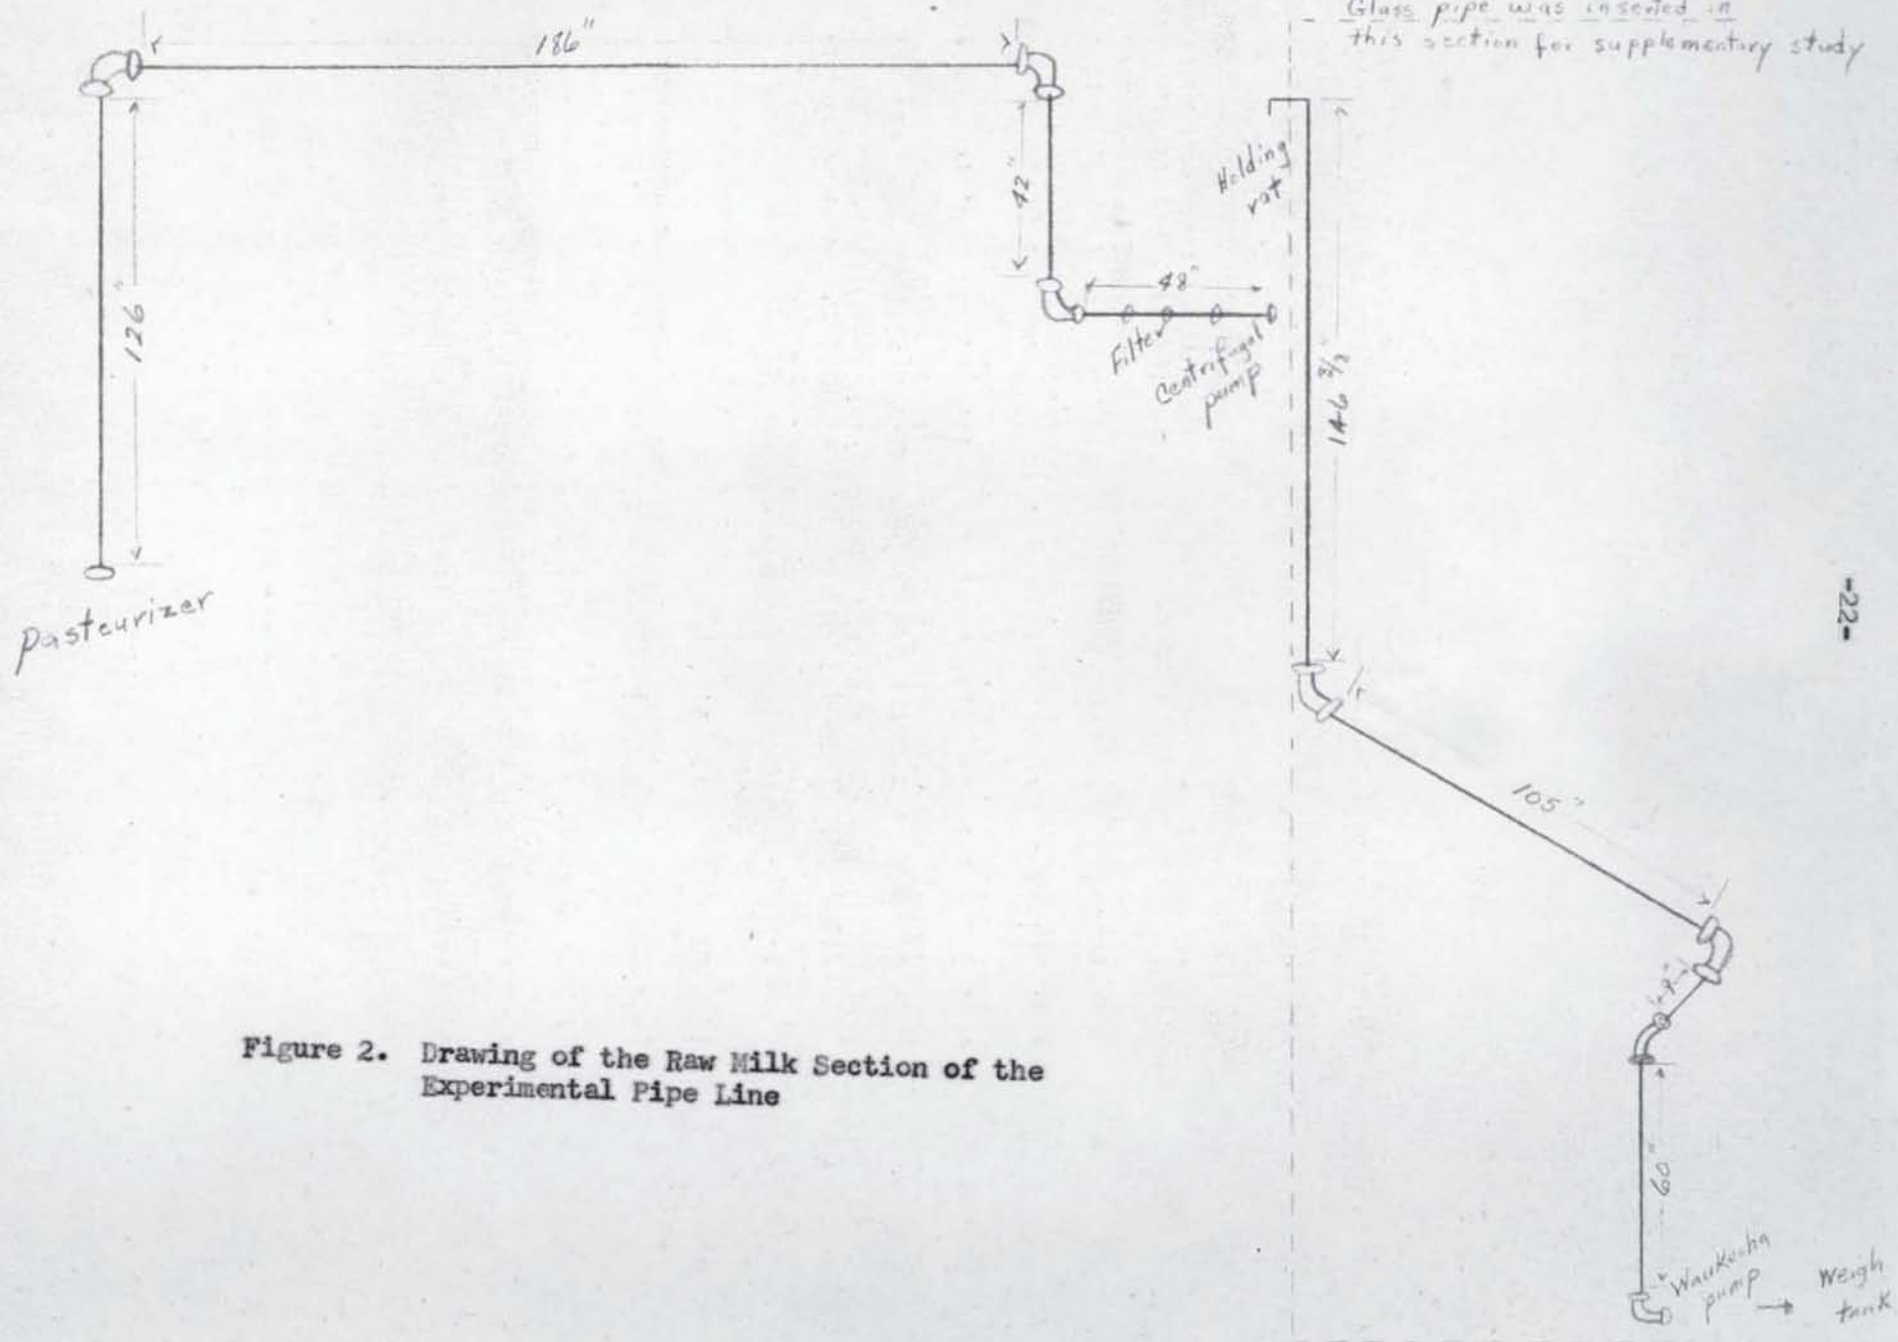 Glass pipe was inserted in
this section for supplementary study
186"
42"
Holding
vat
48"
Filter
Centrifugal
pump
126"
146
Pasteurizer
-22-
105"
9"
Figure 2. Drawing of the Raw Milk Section of the
Experimental Pipe Line
60"
Waukesha
pump → Weigh
tank